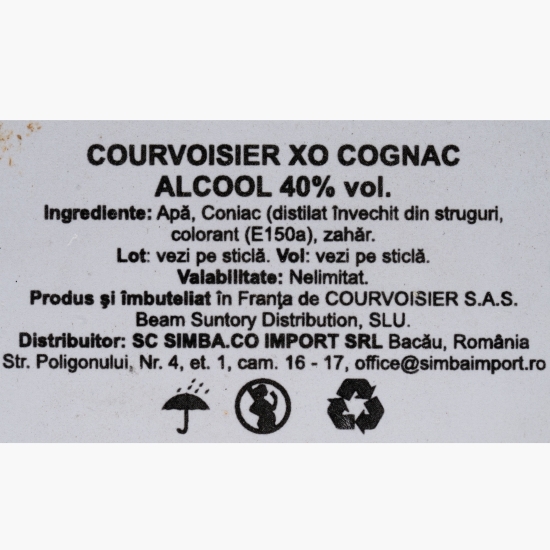 COURVOISIER XO COGNAC
ALCOOL 40% vol.
Ingrediente: Apă, Coniac (distilat învechit din struguri,
colorant (E150a), zahăr.
Lot: vezi pe sticlă. Vol: vezi pe sticlă.
Valabilitate: Nelimitat.
Produs şi îmbuteliat în Franţa de COURVOISIER S.A.S.
Beam Suntory Distribution, SLU.
Distribuitor: SC SIMBA.CO IMPORT SRL Bacău, România
Str. Poligonului, Nr. 4, et. 1, cam. 16 - 17, office@simbaimport.ro